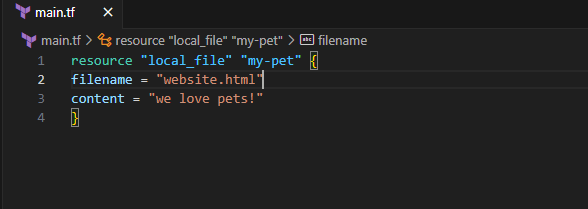 main.tf ×
main.tf > resource "local_file" "my-pet" > abc filename
1 resource "local_file" "my-pet" {
2 filename = "website.html"
3 content = "we love pets!"
4 }